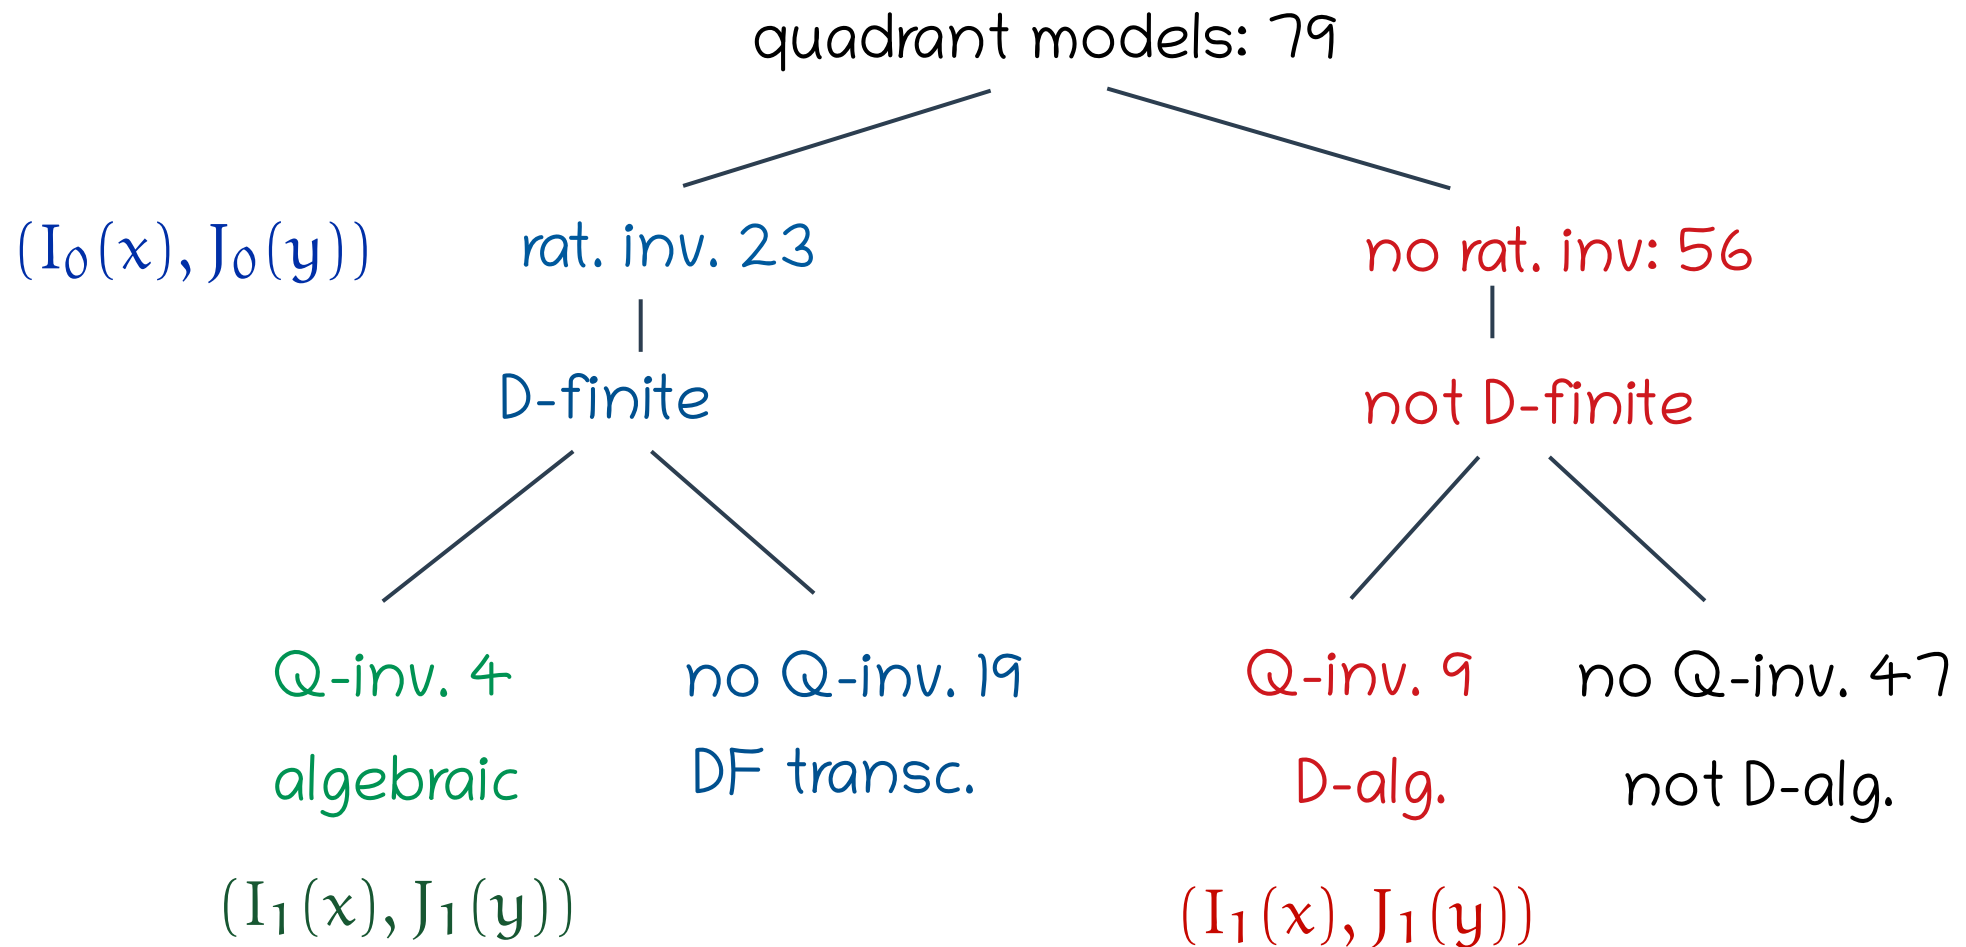 quadrant models: 79
(I₀(x), J₀(y))
rat. inv. 23
no rat. inv: 56
D-finite
not D-finite
Q-inv. 4
no Q-inv. 19
Q-inv. 9
no Q-inv. 47
algebraic
DF transc.
D-alg.
not D-alg.
(I₁(x), J₁(y))
(I₁(x), J₁(y))